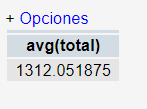 + Opciones
avg(total)
1312.051875